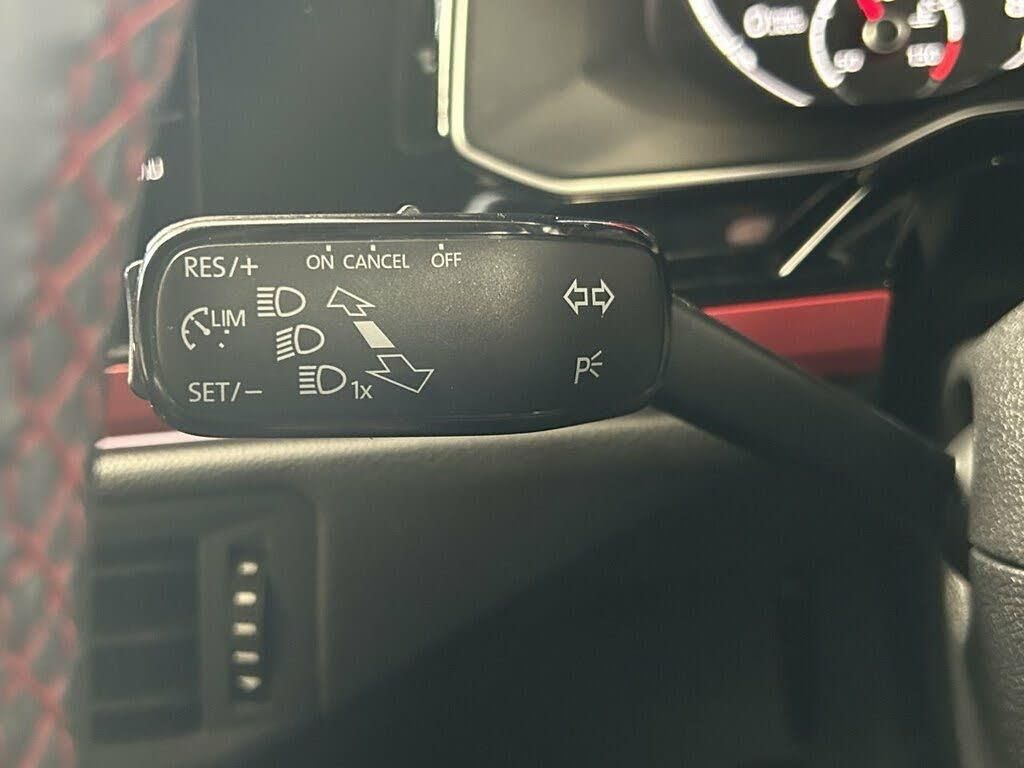 RES/+ ON CANCEL OFF
LIM
SET/− 1x
P